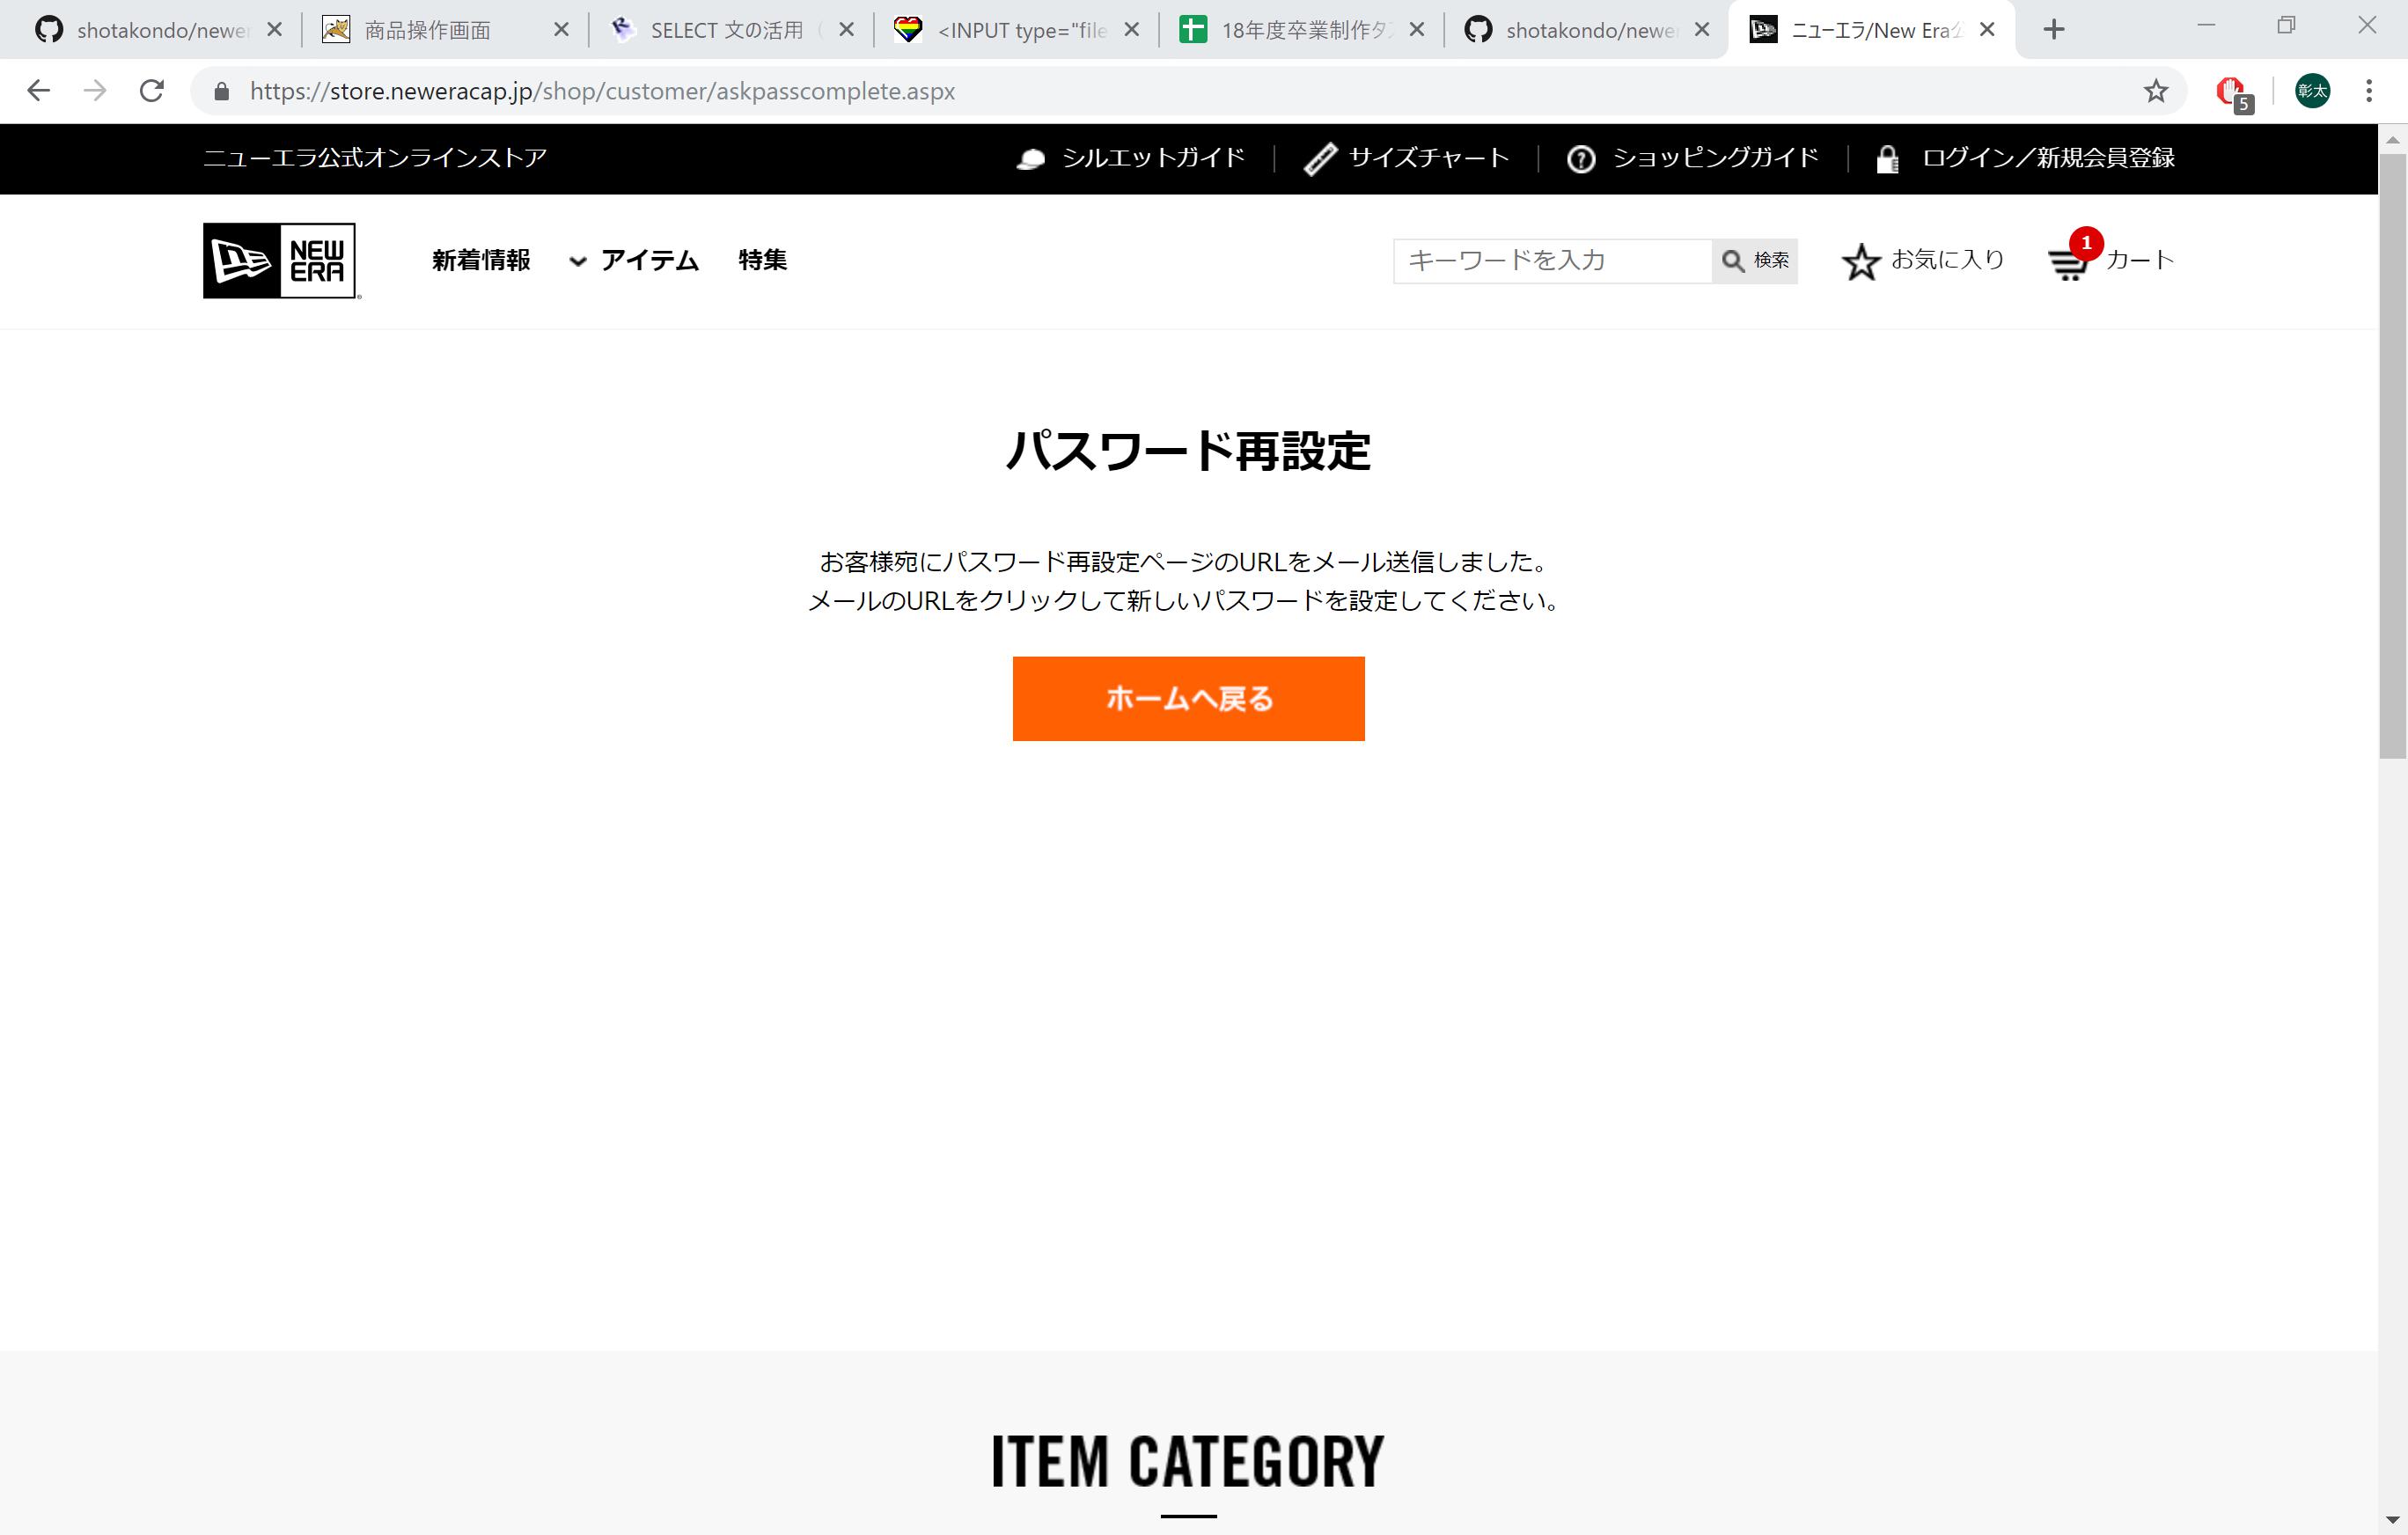 shotakondo/newer
商品操作画面
SELECT 文の活用
<INPUT type="file
18年度卒業制作タス
shotakondo/newer
ニューエラ/New Era公
https://store.neweracap.jp/shop/customer/askpasscomplete.aspx
5
彰太
ニューエラ公式オンラインストア
シルエットガイド
サイズチャート
ショッピングガイド
ログイン／新規会員登録
NEW
ERA
新着情報
アイテム
特集
キーワードを入力
検索
お気に入り
1
カート
パスワード再設定
お客様宛にパスワード再設定ページのURLをメール送信しました。
メールのURLをクリックして新しいパスワードを設定してください。
ホームへ戻る
ITEM CATEGORY